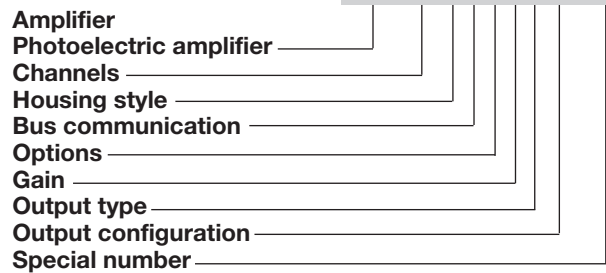 Amplifier
Photoelectric amplifier
Channels
Housing style
Bus communication
Options
Gain
Output type
Output configuration
Special number